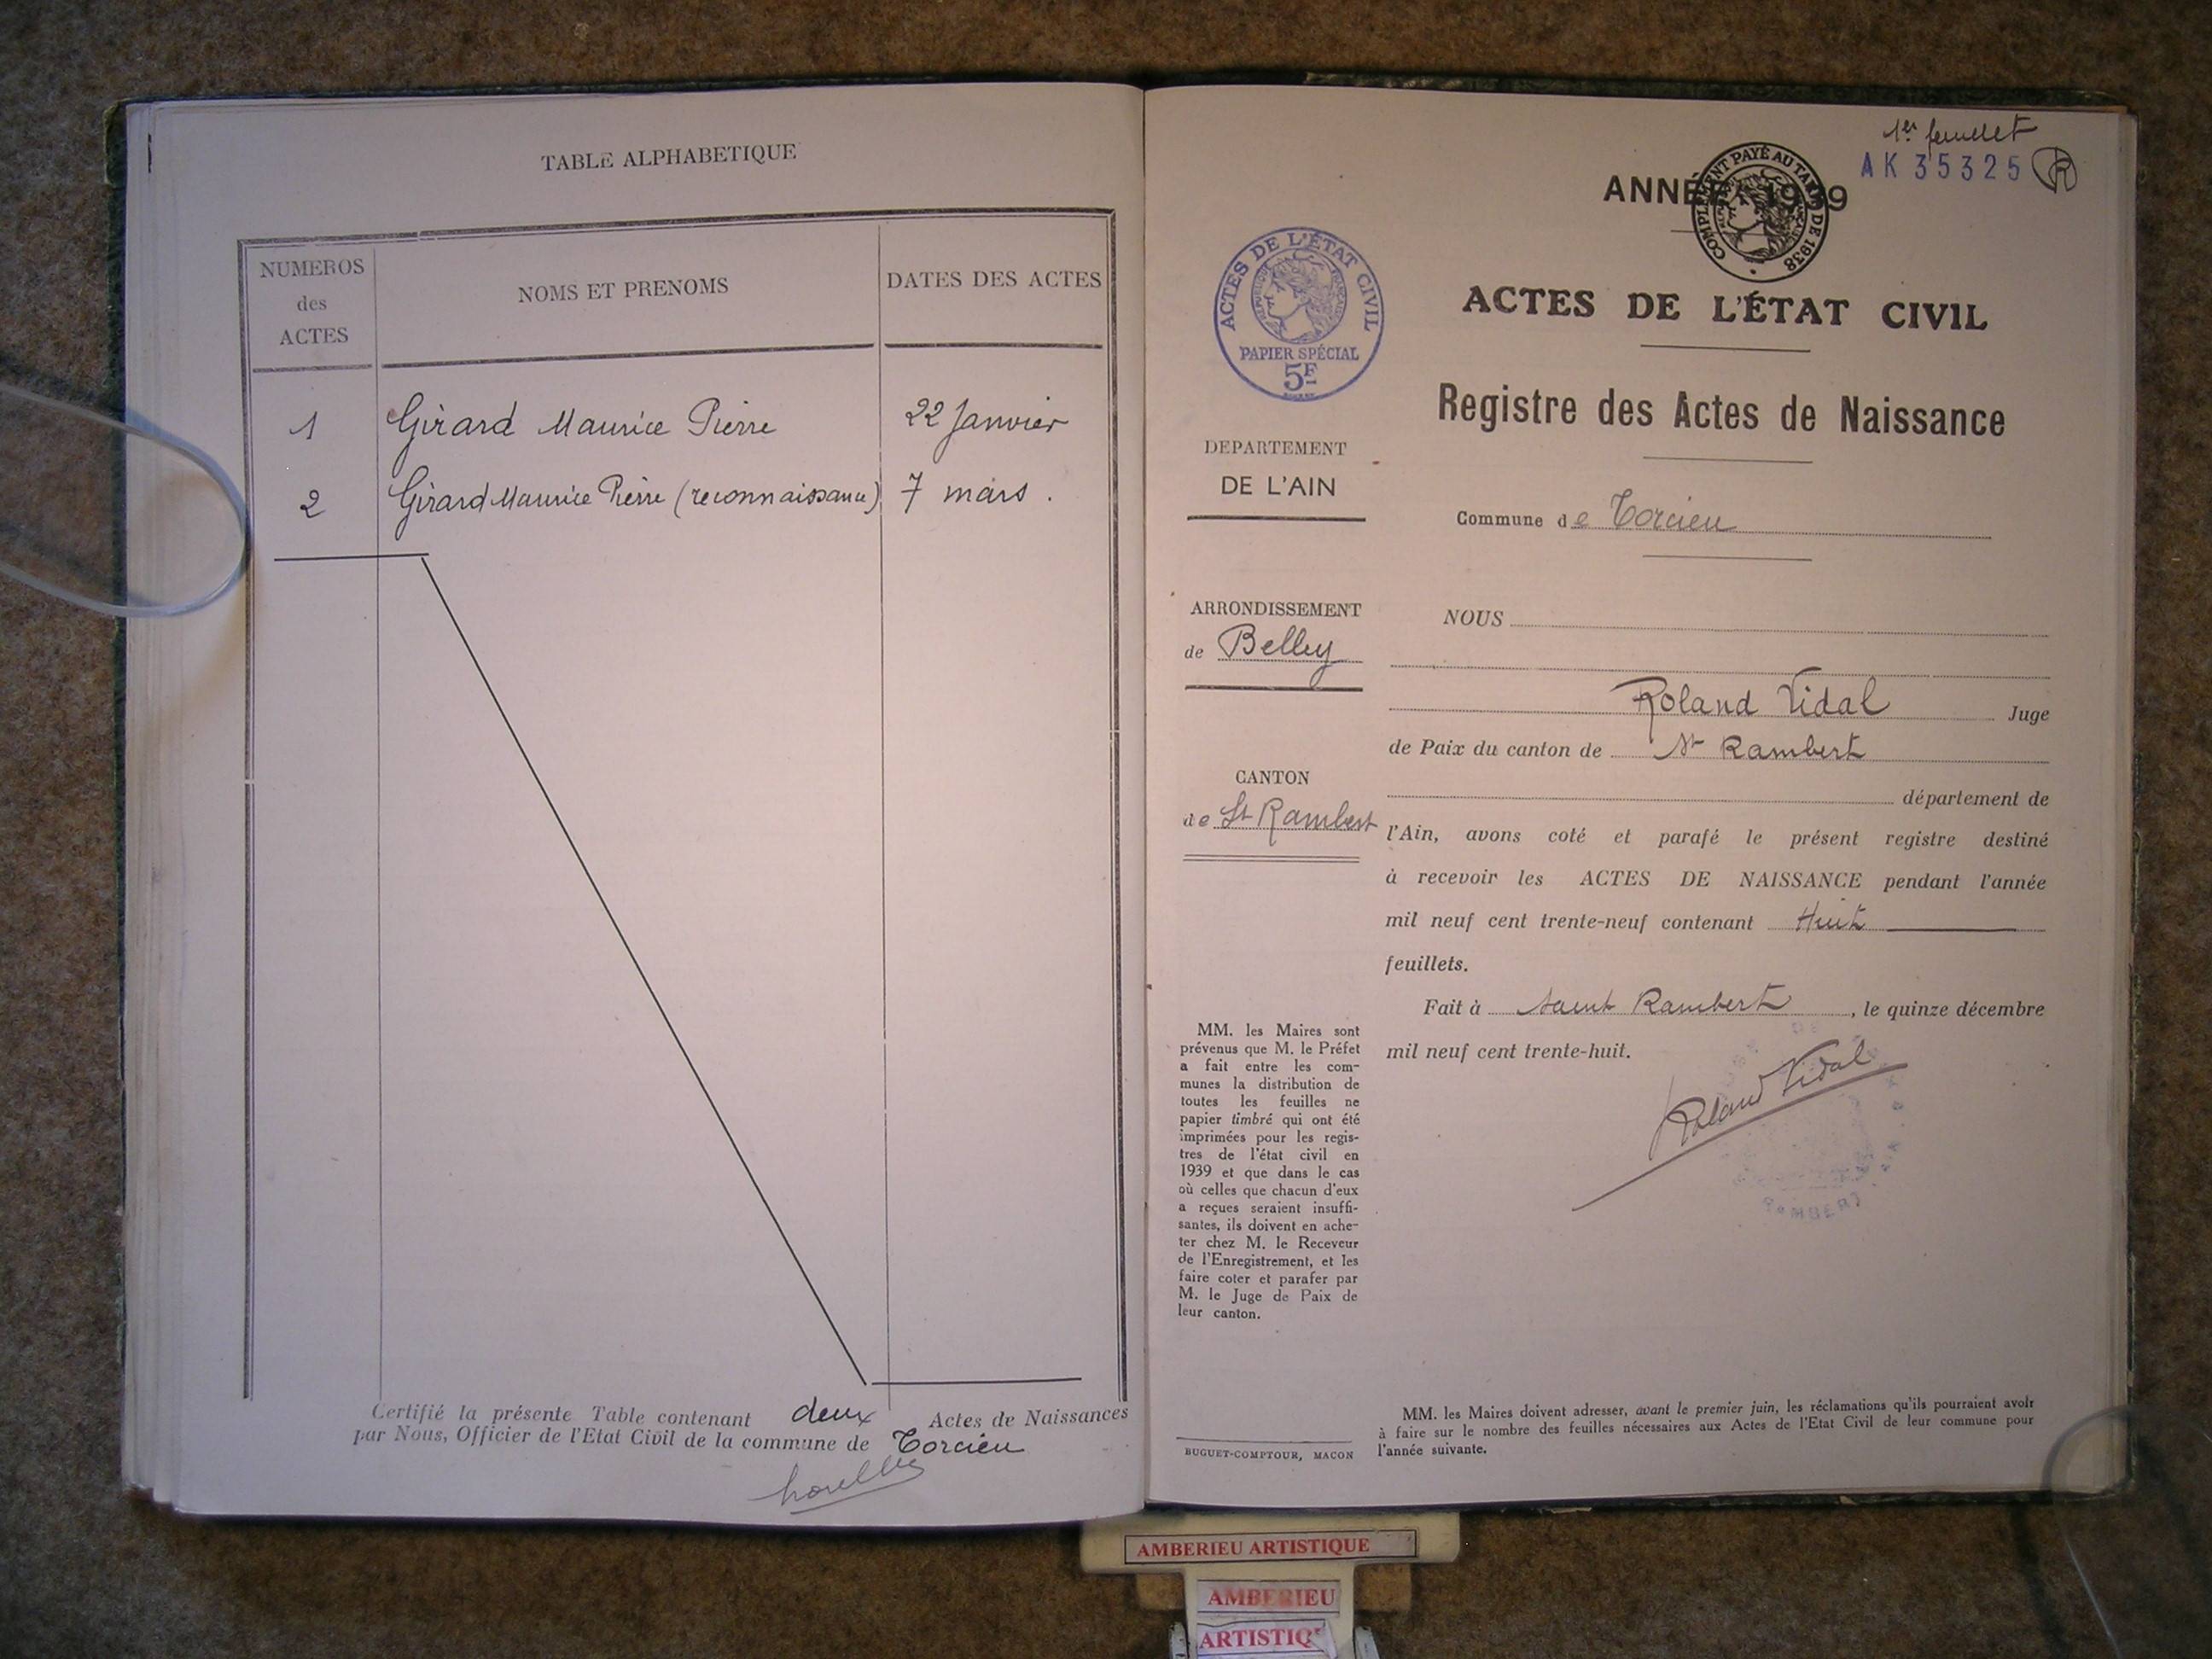 TABLE ALPHABETIQUE
NUMEROS
des
ACTES
NOMS ET PRENOMS
DATES DES ACTES
1 Girard Maurice Pierre 22 Janvier
2 Girard Maurice Pierre (reconnaissance) 7 mars.
Certifié la présente Table contenant deux Actes de Naissances
par Nous, Officier de l'Etat Civil de la commune de Torcieu
1er feuillet
AK 35325
ANNÉE 1939
COMPLÉMENT PAYÉ AU TARIF DE 1938
ACTES DE L'ÉTAT CIVIL
PAPIER SPÉCIAL
5F
ACTES DE L'ÉTAT CIVIL
Registre des Actes de Naissance
DEPARTEMENT
DE L'AIN
Commune de Torcieu
ARRONDISSEMENT
de Belley
CANTON
de St Rambert
NOUS
Roland Vidal Juge
de Paix du canton de St Rambert
département de
l'Ain, avons coté et parafé le présent registre destiné
à recevoir les ACTES DE NAISSANCE pendant l'année
mil neuf cent trente-neuf contenant Huit
feuillets.
Fait à Saint Rambert, le quinze décembre
mil neuf cent trente-huit.
Roland Vidal
RAMBERT
MM. les Maires sont
prévenus que M. le Préfet
a fait entre les com-
munes la distribution de
toutes les feuilles ne
papier timbré qui ont été
imprimées pour les regis-
tres de l'état civil en
1939 et que dans le cas
où celles que chacun d'eux
a reçues seraient insuffi-
santes, ils doivent en ache-
ter chez M. le Receveur
de l'Enregistrement, et les
faire coter et parafer par
M. le Juge de Paix de
leur canton.
BUGUET-COMPTOUR, MACON
MM. les Maires doivent adresser, avant le premier juin, les réclamations qu'ils pourraient avoir
à faire sur le nombre des feuilles nécessaires aux Actes de l'Etat Civil de leur commune pour
l'année suivante.
AMBERIEU ARTISTIQUE
AMBERIEU
ARTISTIQ